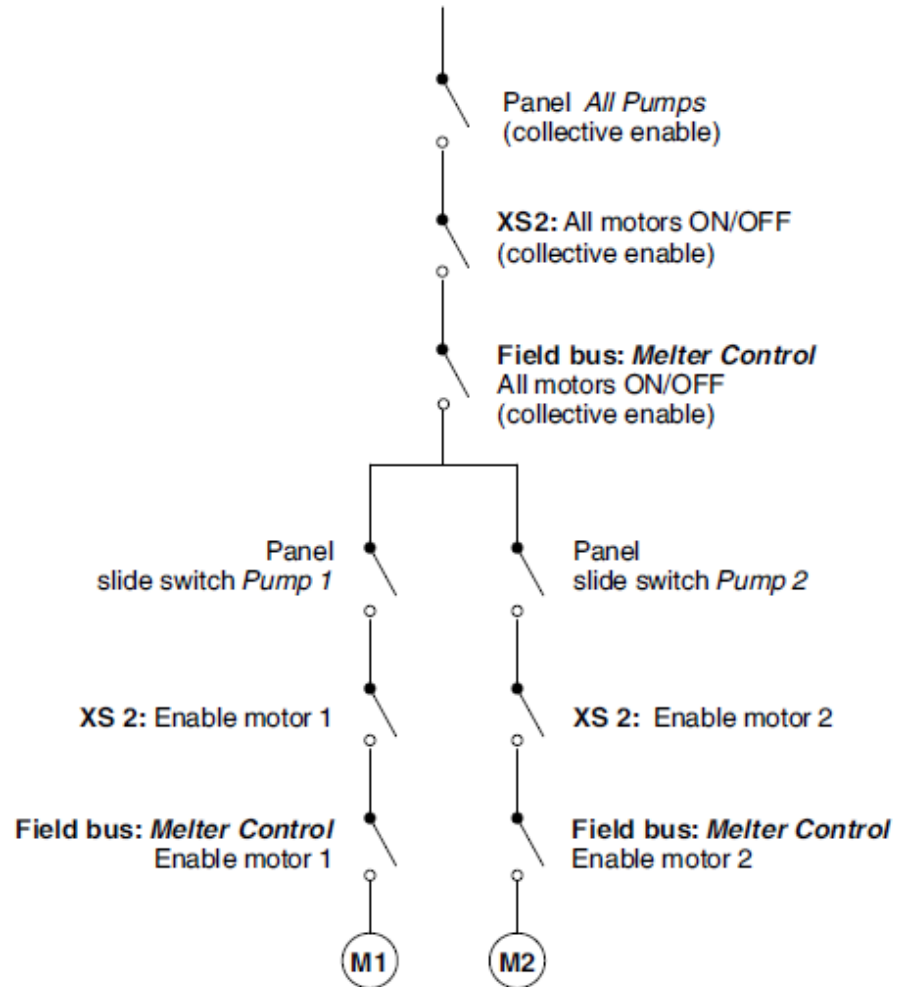 Panel All Pumps
(collective enable)
XS2: All motors ON/OFF
(collective enable)
Field bus: Melter Control
All motors ON/OFF
(collective enable)
Panel
slide switch Pump 1
Panel
slide switch Pump 2
XS 2: Enable motor 1
XS 2: Enable motor 2
Field bus: Melter Control
Enable motor 1
Field bus: Melter Control
Enable motor 2
M1
M2